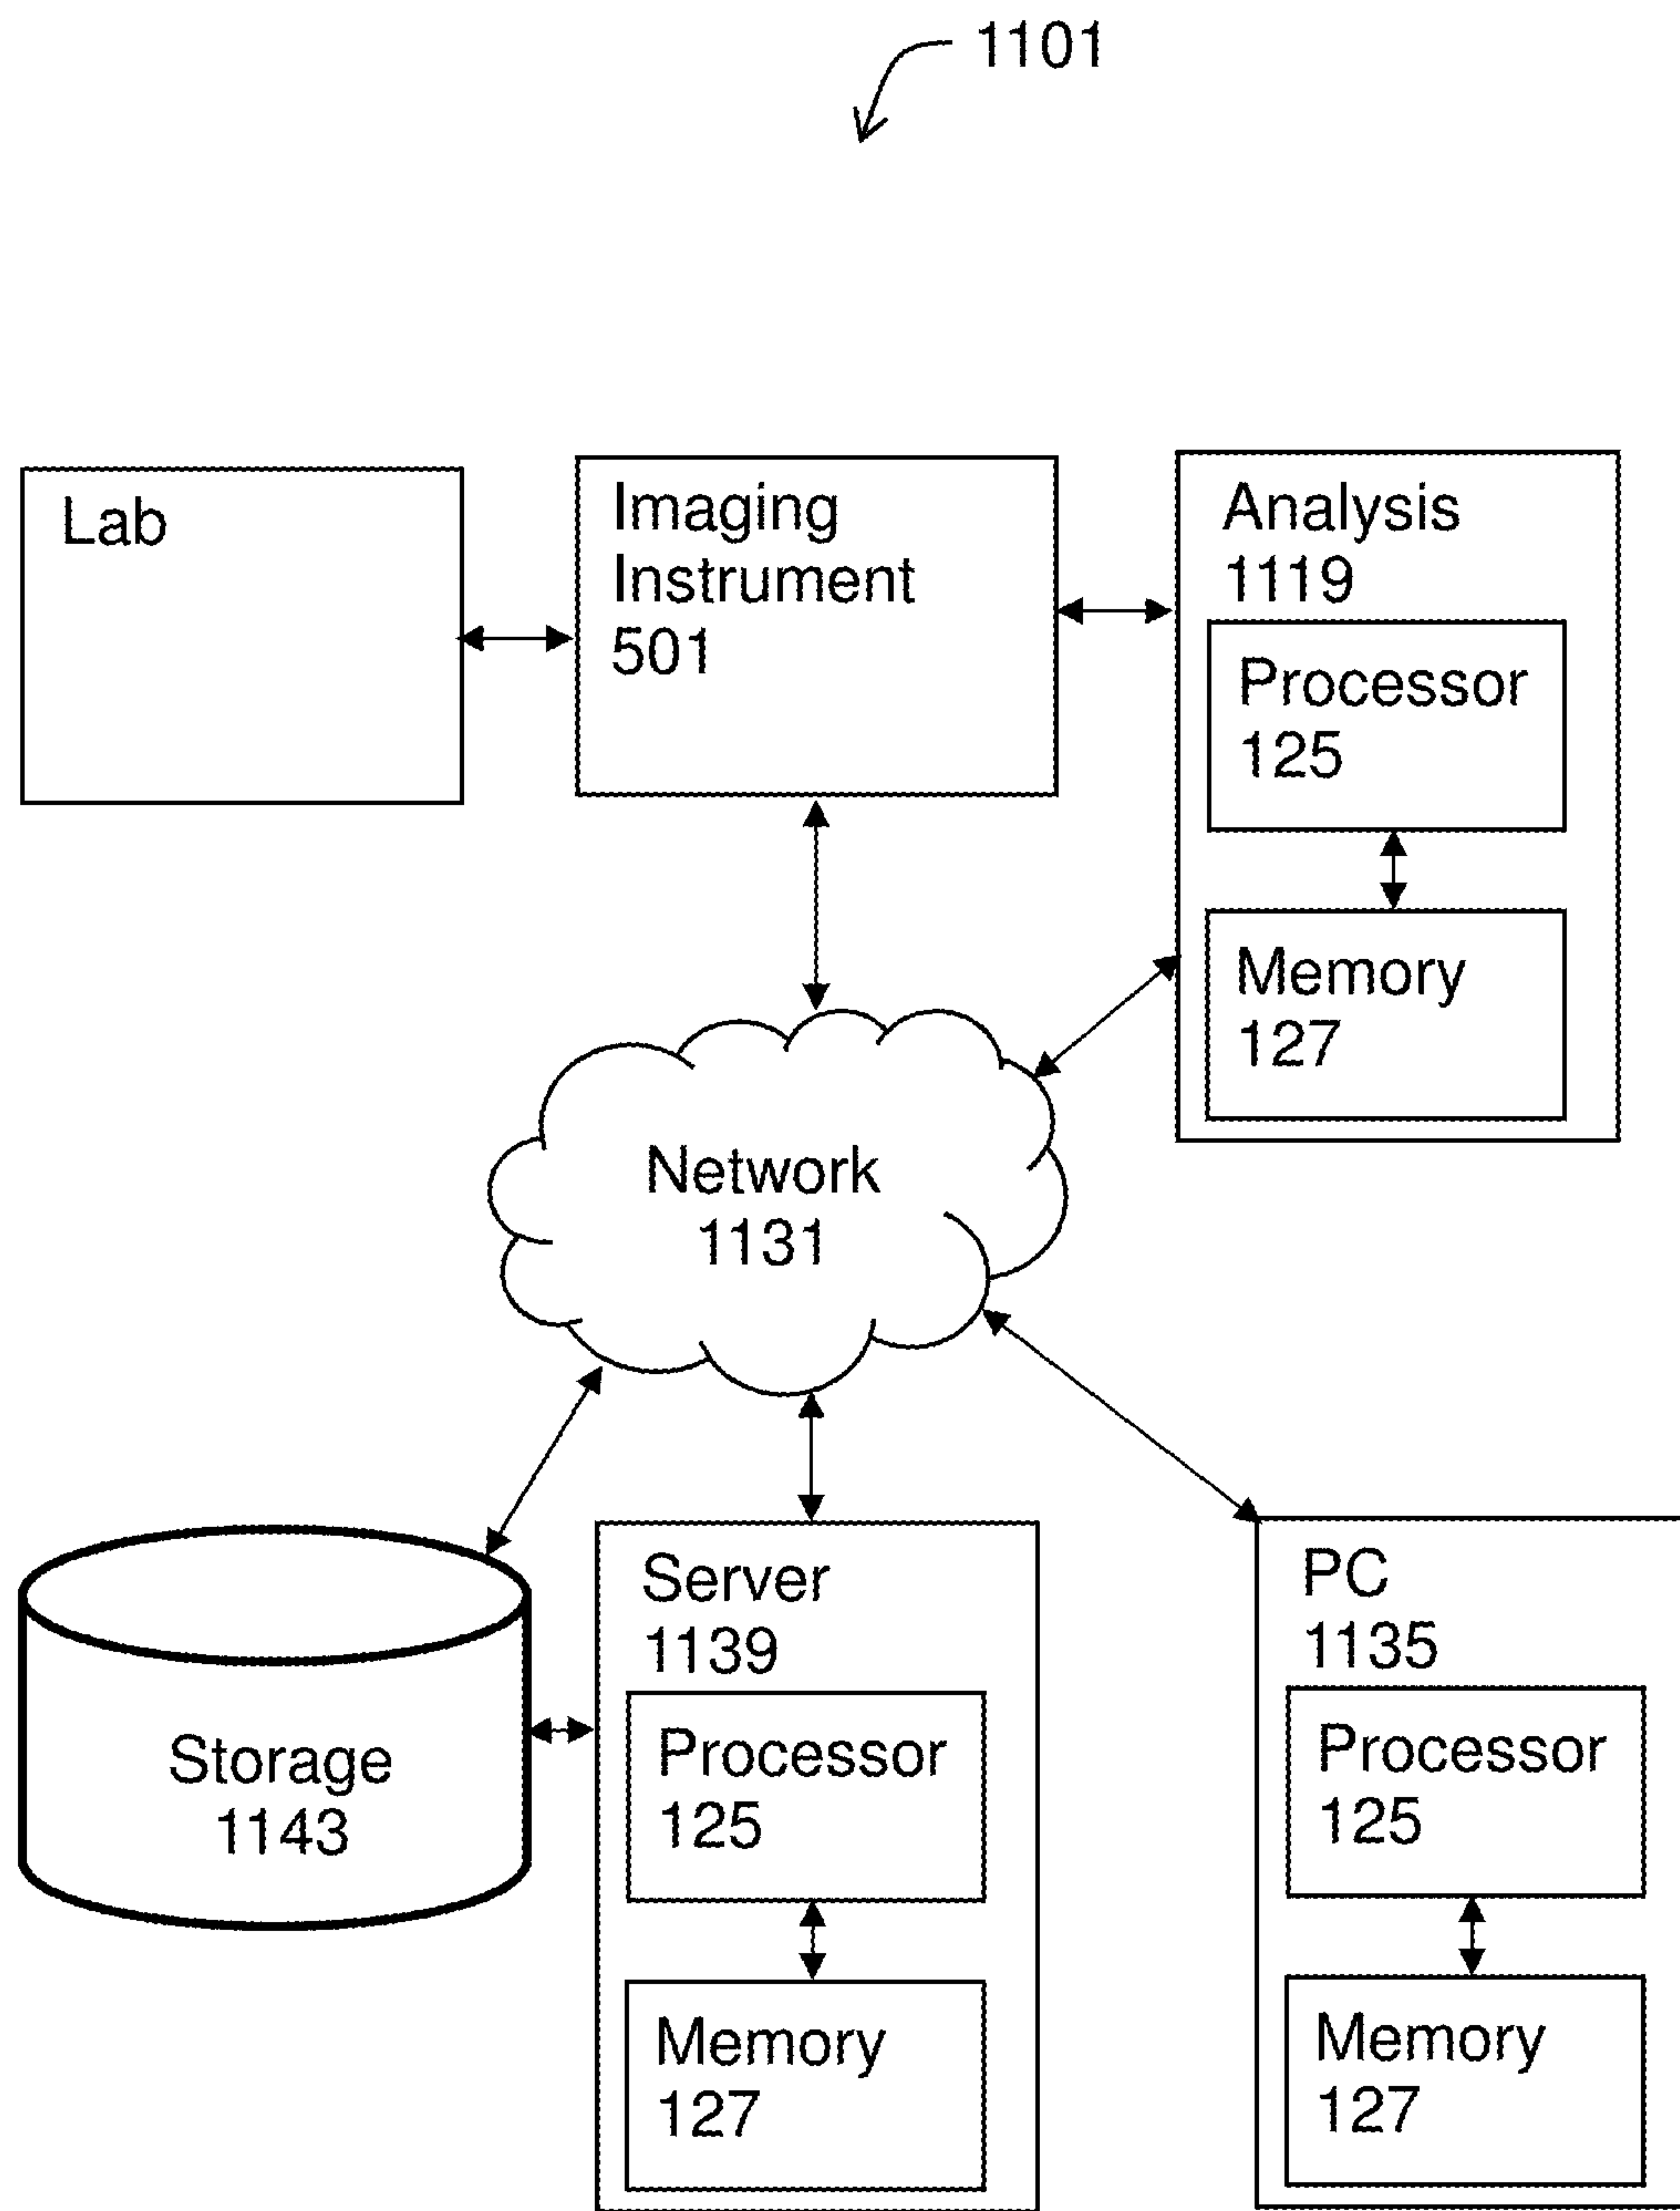 1101
Lab
Imaging
Instrument
501
Analysis
1119
Processor
125
Memory
127
Network
1131
Storage
1143
Server
1139
Processor
125
Memory
127
PC
1135
Processor
125
Memory
127